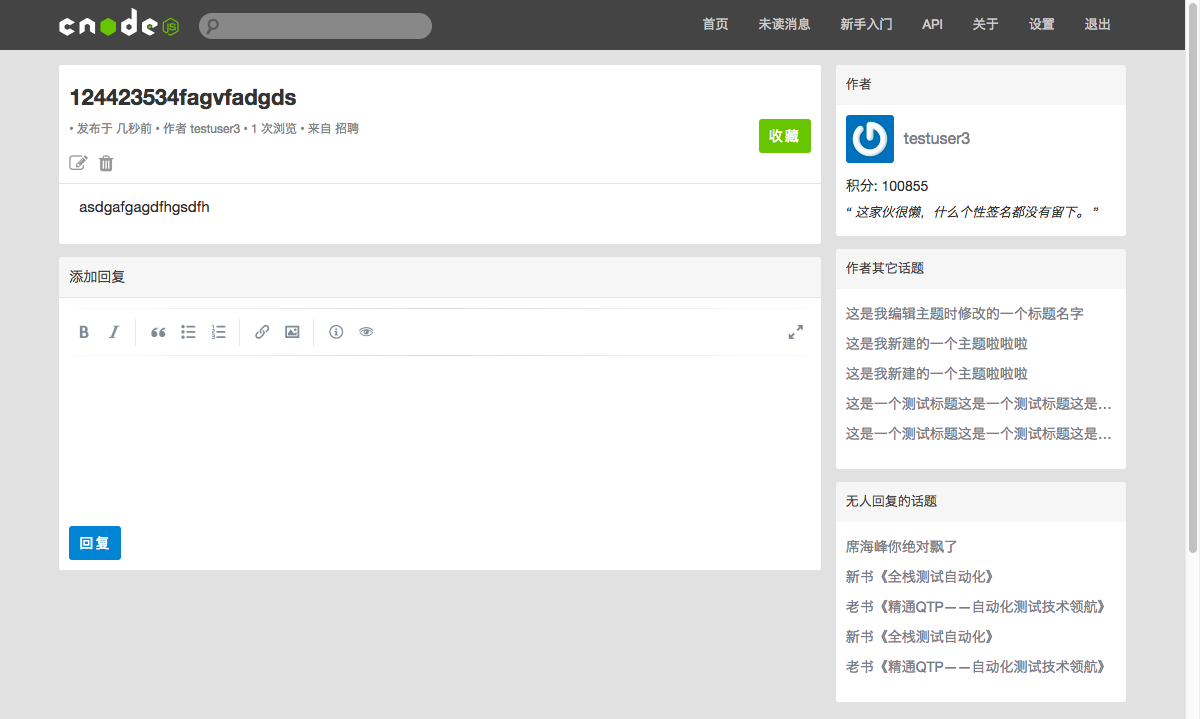 cnode JS
首页 未读消息 新手入门 API 关于 设置 退出
124423534fagvfadgds
• 发布于 几秒前 • 作者 testuser3 • 1 次浏览 • 来自 招聘
收藏
asdgafgagdfhgsdfh
添加回复
B I
回复
作者
testuser3
积分: 100855
“ 这家伙很懒，什么个性签名都没有留下。 ”
作者其它话题
这是我编辑主题时修改的一个标题名字
这是我新建的一个主题啦啦啦
这是我新建的一个主题啦啦啦
这是一个测试标题这是一个测试标题这是...
这是一个测试标题这是一个测试标题这是...
无人回复的话题
席海峰你绝对飘了
新书《全栈测试自动化》
老书《精通QTP——自动化测试技术领航》
新书《全栈测试自动化》
老书《精通QTP——自动化测试技术领航》